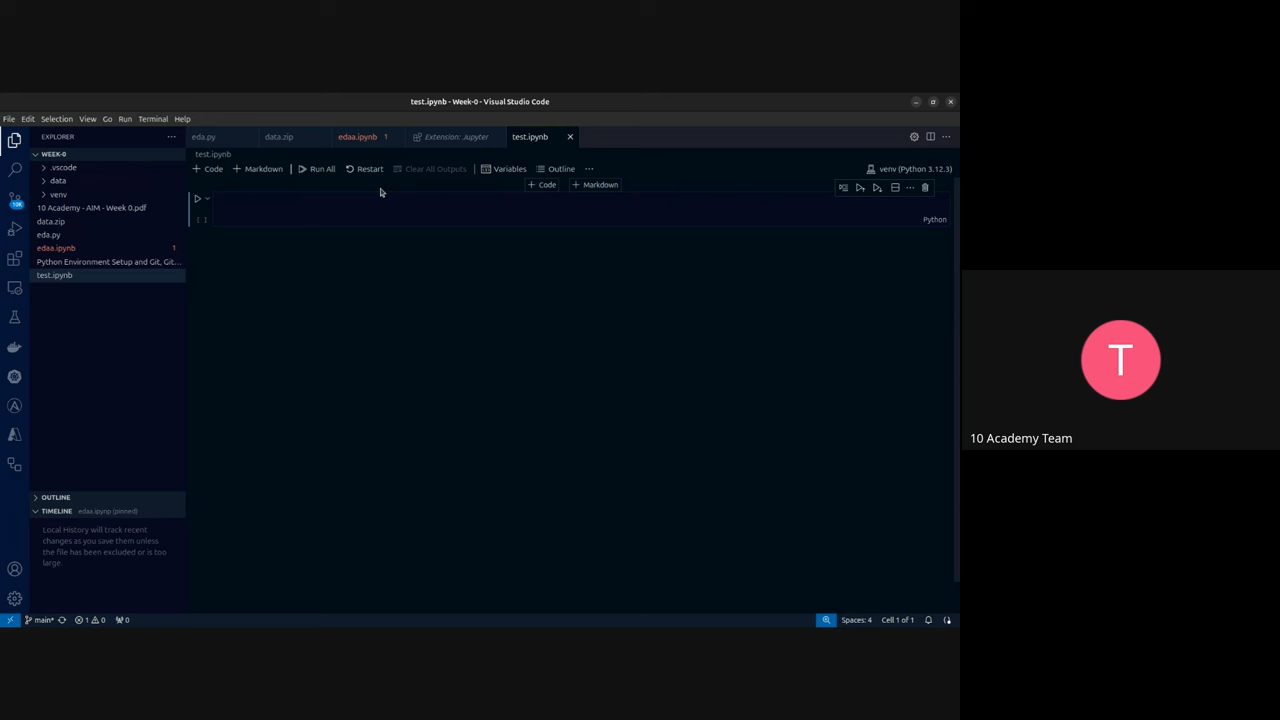 test.ipynb - Week-0 - Visual Studio Code
File Edit Selection View Go Run Terminal Help
EXPLORER
eda.py
data.zip
edaa.ipynb 1
Extension: Jupyter
test.ipynb
WEEK-0
test.ipynb
.vscode
+ Code + Markdown Run All Restart Clear All Outputs Variables Outline ... venv (Python 3.12.3)
data
+ Code + Markdown
venv
10 Academy - AIM - Week 0.pdf
[ ] Python
data.zip
eda.py
edaa.ipynb 1
Python Environment Setup and Git, Git...
test.ipynb
10K
OUTLINE
TIMELINE edaa.ipynp (pinned)
Local History will track recent
changes as you save them unless
the file has been excluded or is too
large.
main* 1 0 0 Spaces: 4 Cell 1 of 1
T
10 Academy Team